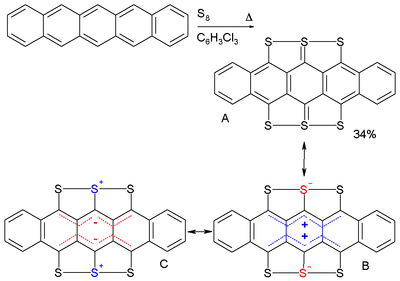 S8 Δ
C6H3Cl3
S S S
S S S
A
34%
S S+ S
S S- S
- +
- +
S S+ S
S S- S
C
B